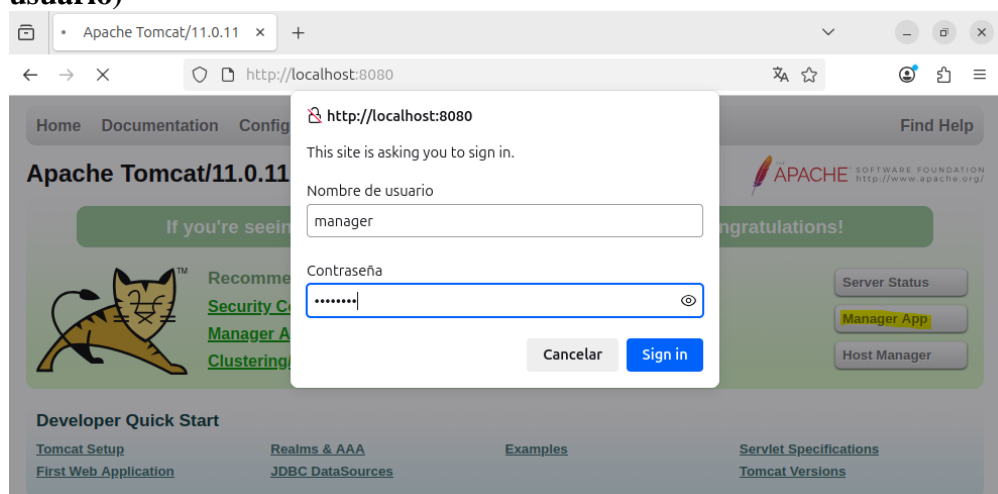 usuario)
Apache Tomcat/11.0.11
http://localhost:8080
Home Documentation Config Find Help
http://localhost:8080
This site is asking you to sign in.
Nombre de usuario
manager
Contraseña
••••••••
Cancelar Sign in
Apache Tomcat/11.0.11
THE APACHE SOFTWARE FOUNDATION
http://www.apache.org/
If you're seein ngratulations!
TM
Recomme
Security Co
Manager A
Clustering/
Server Status
Manager App
Host Manager
Developer Quick Start
Tomcat Setup Realms & AAA Examples Servlet Specifications
First Web Application JDBC DataSources Tomcat Versions